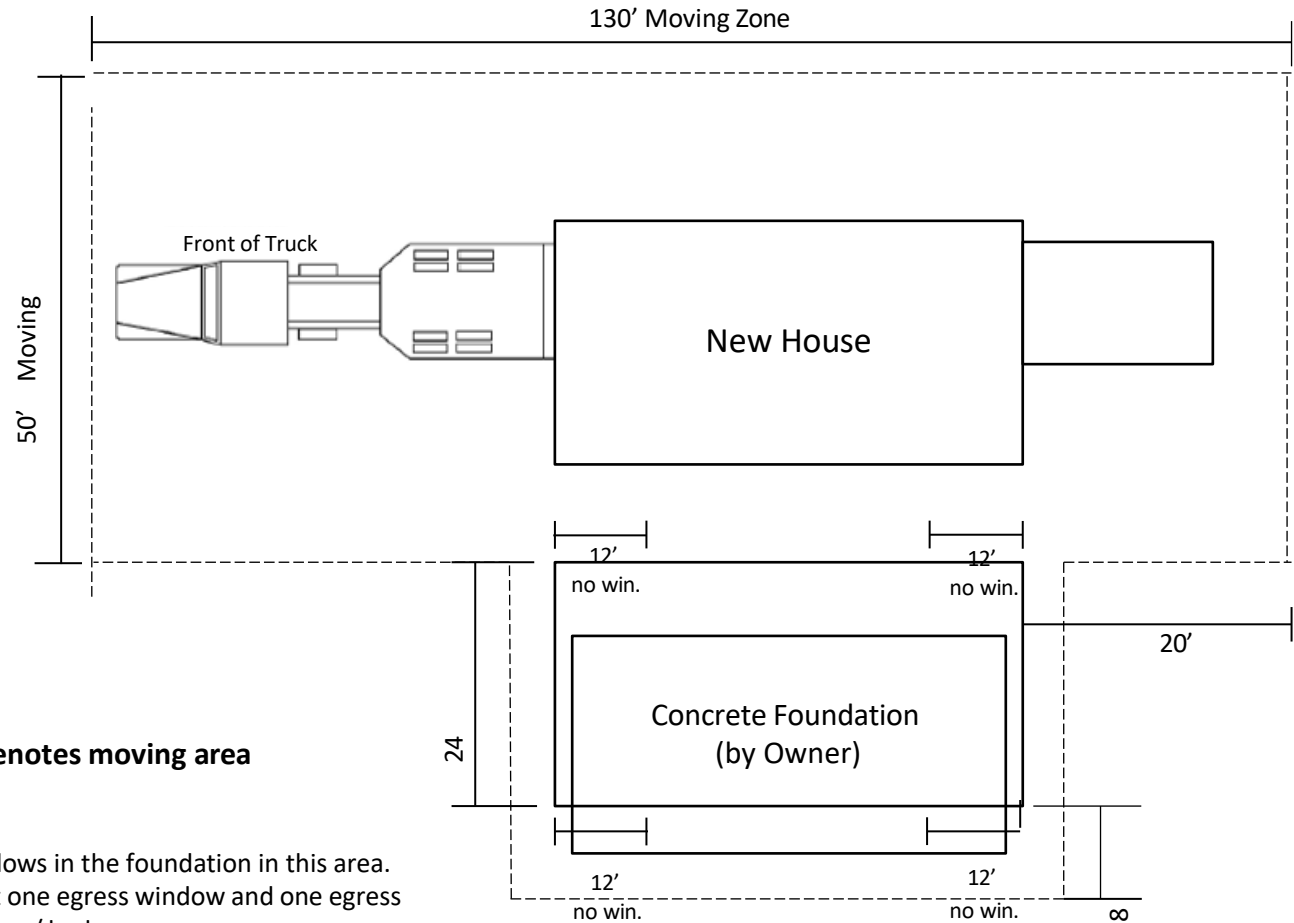 130’ Moving Zone
Front of Truck
50’ Moving
New House
12’
no win.
12’
no win.
20’
Concrete Foundation
(by Owner)
24
enotes moving area
lows in the foundation in this area.
t one egress window and one egress
12’
no win.
12’
no win.
8